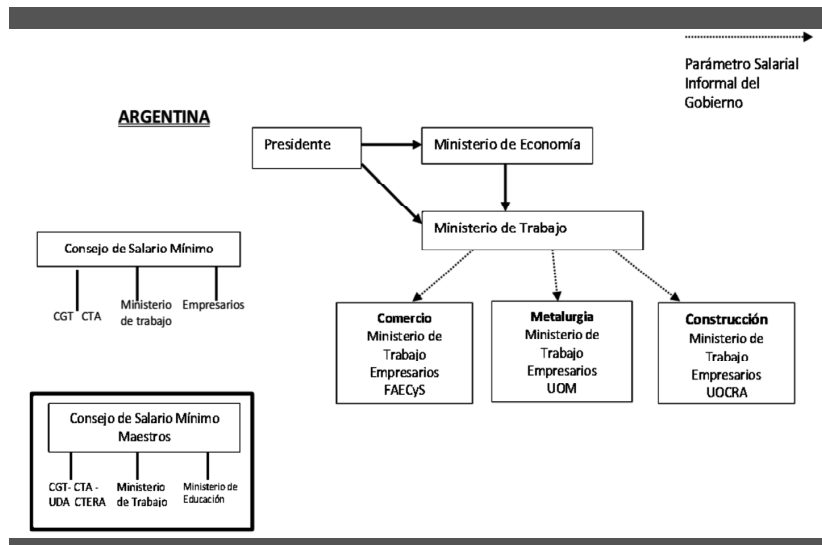 Parámetro Salarial
Informal del
Gobierno
ARGENTINA
Presidente
Ministerio de Economía
Ministerio de Trabajo
Consejo de Salario Mínimo
CGT CTA
Ministerio
de trabajo
Empresarios
Comercio
Ministerio de
Trabajo
Empresarios
FAECyS
Metalurgia
Ministerio de
Trabajo
Empresarios
UOM
Construcción
Ministerio de
Trabajo
Empresarios
UOCRA
Consejo de Salario Mínimo
Maestros
CGT- CTA -
UDA CTERA
Ministerio
de Trabajo
Ministerio de
Educación